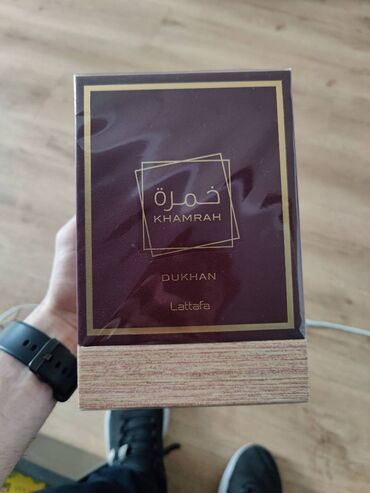 خمرة
KHAMRAH
DUKHAN
Lattafa